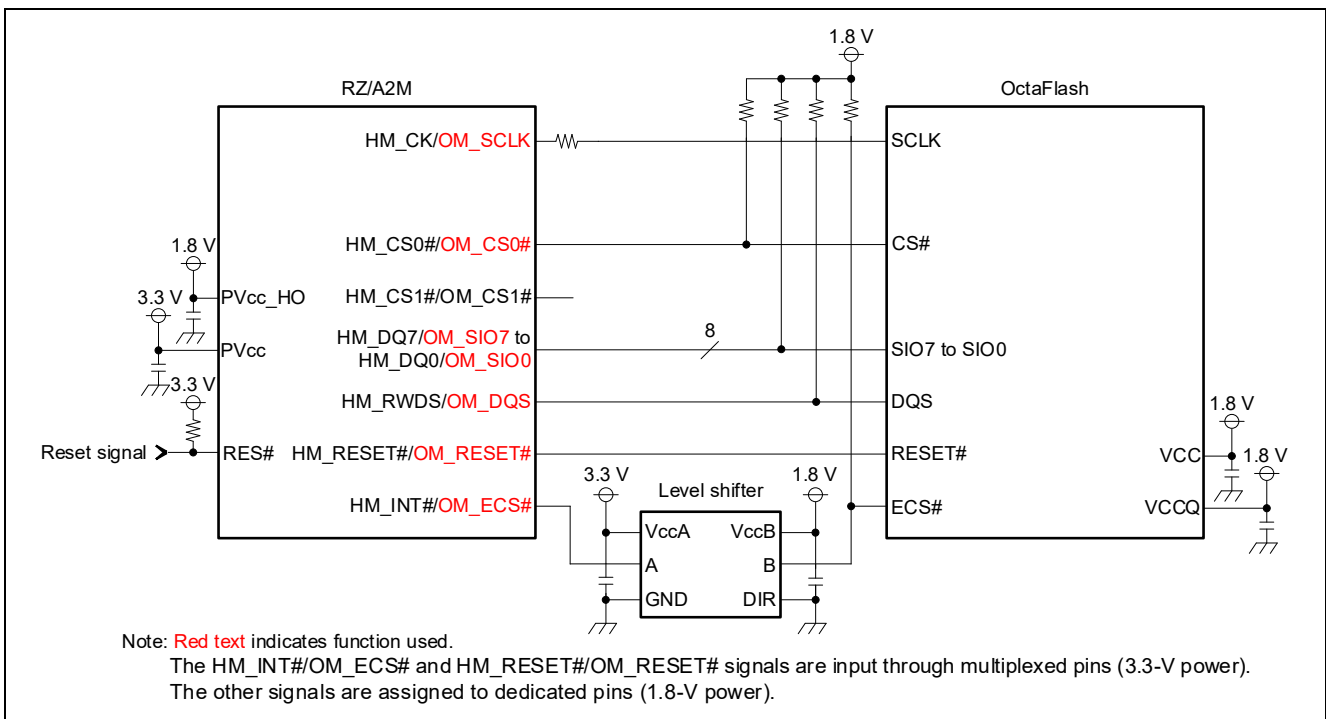 1.8 V
RZ/A2M
OctaFlash
HM_CK/OM_SCLK
SCLK
1.8 V
HM_CS0#/OM_CS0#
CS#
3.3 V
PVcc_HO
HM_CS1#/OM_CS1#
HM_DQ7/OM_SIO7 to
HM_DQ0/OM_SIO0
8
PVcc
SIO7 to SIO0
3.3 V
HM_RWDS/OM_DQS
DQS
1.8 V
Reset signal
RES#
HM_RESET#/OM_RESET#
RESET#
VCC
1.8 V
3.3 V
Level shifter
1.8 V
HM_INT#/OM_ECS#
ECS#
VCCQ
VccA
VccB
A
B
GND
DIR
Note: Red text indicates function used.
The HM_INT#/OM_ECS# and HM_RESET#/OM_RESET# signals are input through multiplexed pins (3.3-V power).
The other signals are assigned to dedicated pins (1.8-V power).